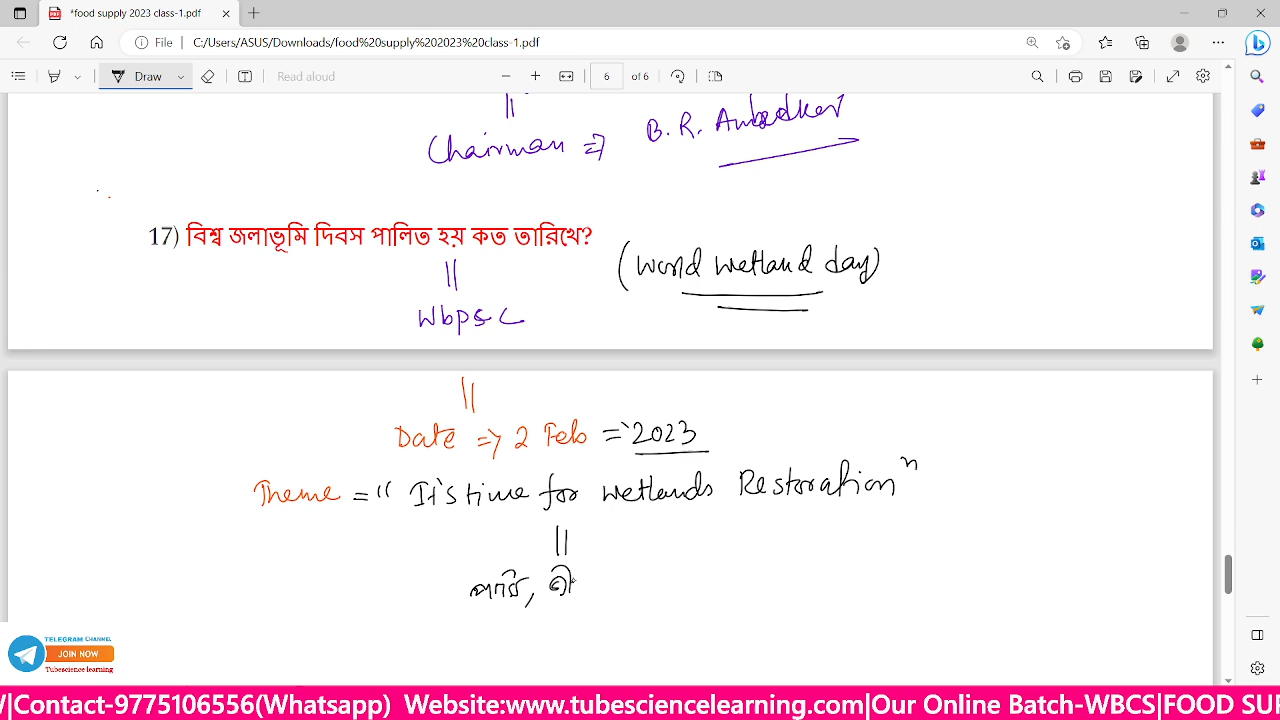 *food supply 2023 class-1.pdf
File C:/Users/ASUS/Downloads/food%20supply%202023%20class-1.pdf
Draw Read aloud 6 of 6
||
Chairman => B. R. Ambedker
17) বিশ্ব জলাভূমি দিবস পালিত হয় কত তারিখে?
(World wetland day)
||
Wbpsc
||
Date => 2 Feb = 2023
Theme = "It's time for wetlands Restoration"
||
TELEGRAM CHANNEL
JOIN NOW
Tubescience learning
/|Contact-9775106556(Whatsapp) Website:www.tubesciencelearning.com|Our Online Batch-WBCS|FOOD SU